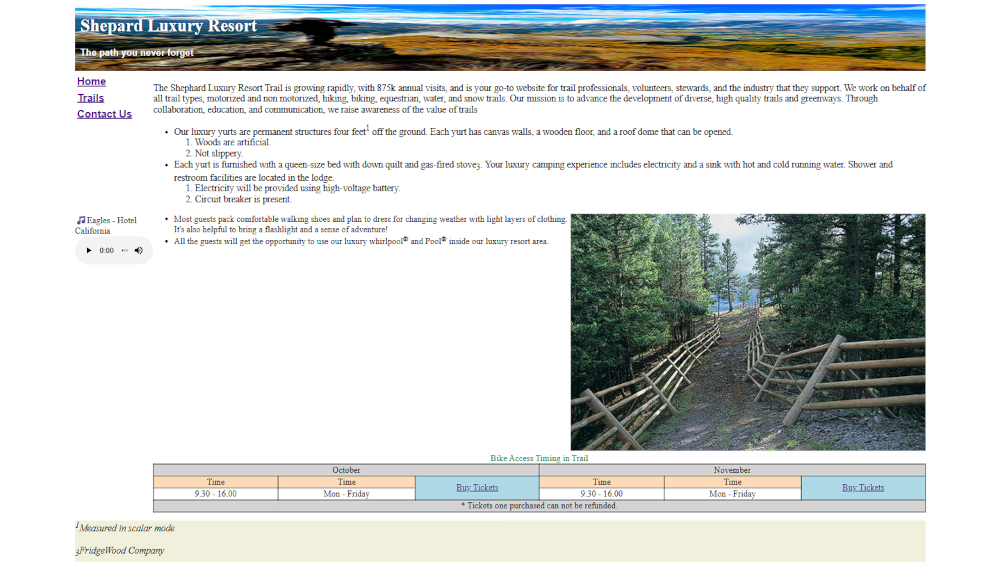 Shepard Luxury Resort
The path you never forget
Home
Trails
Contact Us
The Shephard Luxury Resort Trail is growing rapidly, with 875k annual visits, and is your go-to website for trail professionals, volunteers, stewards, and the industry that they support. We work on behalf of
all trail types, motorized and non motorized, hiking, biking, equestrian, water, and snow trails. Our mission is to advance the development of diverse, high quality trails and greenways. Through
collaboration, education, and communication, we raise awareness of the value of trails
• Our luxury yurts are permanent structures four feet1 off the ground. Each yurt has canvas walls, a wooden floor, and a roof dome that can be opened.
1. Woods are artificial.
2. Not slippery.
• Each yurt is furnished with a queen-size bed with down quilt and gas-fired stove3. Your luxury camping experience includes electricity and a sink with hot and cold running water. Shower and
restroom facilities are located in the lodge.
1. Electricity will be provided using high-voltage battery.
2. Circuit breaker is present.
Eagles - Hotel
California
0:00
• Most guests pack comfortable walking shoes and plan to dress for changing weather with light layers of clothing.
It's also helpful to bring a flashlight and a sense of adventure!
• All the guests will get the opportunity to use our luxury whirlpool® and Pool® inside our luxury resort area.
Bike Access Timing in Trail
October November
Time Time Buy Tickets Time Time Buy Tickets
9.30 - 16.00 Mon - Friday 9.30 - 16.00 Mon - Friday
* Tickets one purchased can not be refunded.
1Measured in scalar mode
3FridgeWood Company